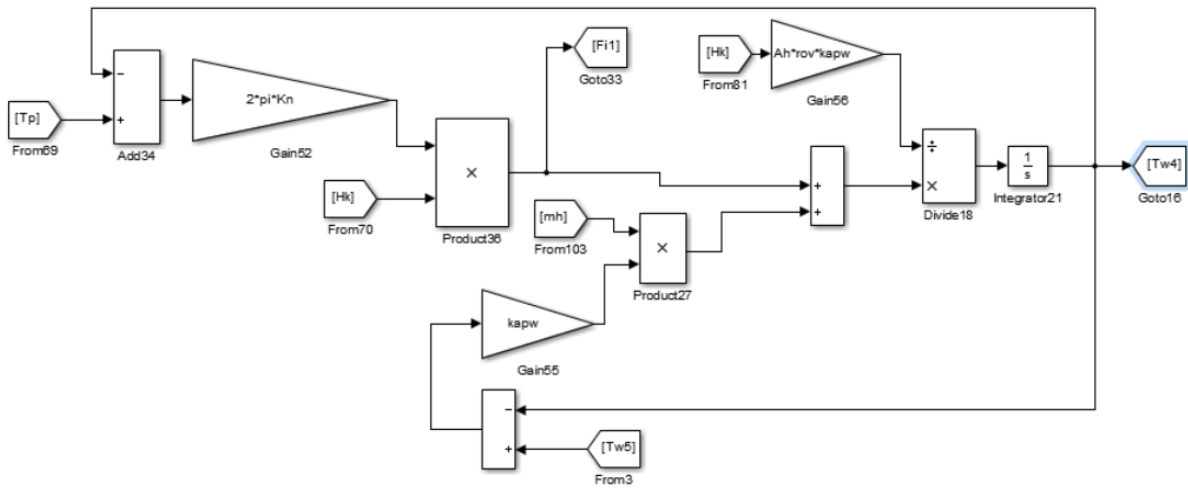 [Fi1]
Goto33
[Hk]
From81
Ah*rov*kapw
Gain56
−
+
Add34
[Tp]
From69
2*pi*Kn
Gain52
[Hk]
From70
×
Product36
[mh]
From103
×
Product27
+
+
÷
×
Divide18
1
s
Integrator21
[Tw4]
Goto16
kapw
Gain55
−
+
[Tw5]
From3